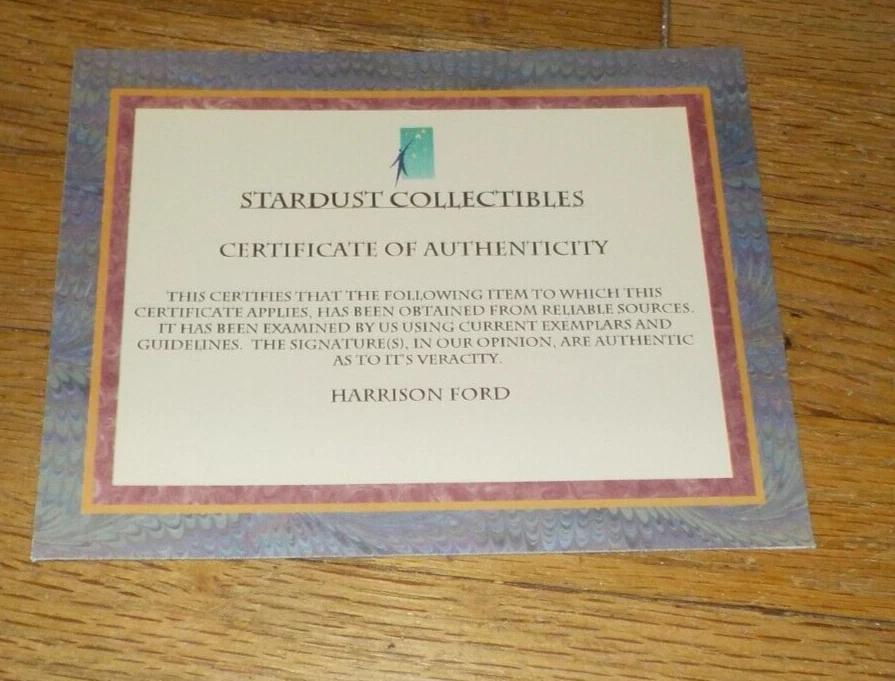 STARDUST COLLECTIBLES
CERTIFICATE OF AUTHENTICITY
THIS CERTIFIES THAT THE FOLLOWING ITEM TO WHICH THIS
CERTIFICATE APPLIES, HAS BEEN OBTAINED FROM RELIABLE SOURCES.
IT HAS BEEN EXAMINED BY US USING CURRENT EXEMPLARS AND
GUIDELINES. THE SIGNATURE(S), IN OUR OPINION, ARE AUTHENTIC
AS TO IT'S VERACITY.
HARRISON FORD